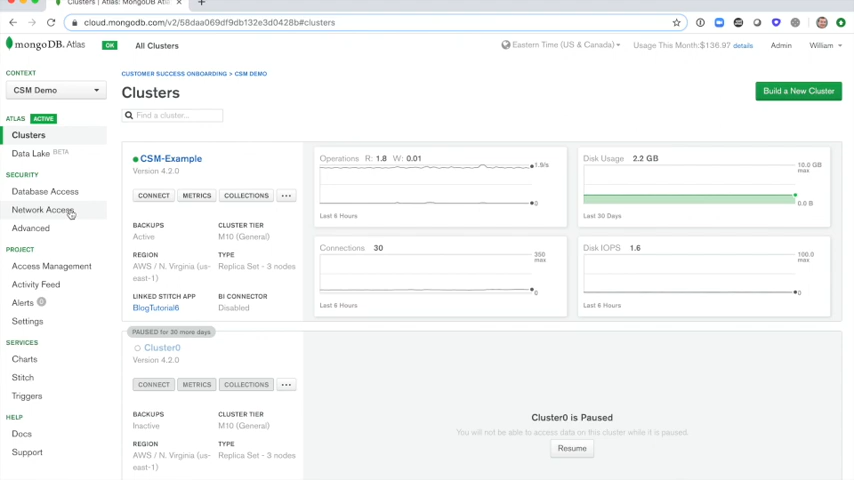 Clusters | Atlas: MongoDB Atl
cloud.mongodb.com/v2/58daa069df9db132e3d0428b#clusters
mongoDB. Atlas
OK
All Clusters
Eastern Time (US & Canada)
Usage This Month:$136.97 details
Admin
William
CONTEXT
CSM Demo
ATLAS ACTIVE
Clusters
Data Lake BETA
SECURITY
Database Access
Network Access
Advanced
PROJECT
Access Management
Activity Feed
Alerts 0
Settings
SERVICES
Charts
Stitch
Triggers
HELP
Docs
Support
CUSTOMER SUCCESS ONBOARDING > CSM DEMO
Clusters
Build a New Cluster
Find a cluster...
CSM-Example
Version 4.2.0
CONNECT
METRICS
COLLECTIONS
...
BACKUPS
Active
CLUSTER TIER
M10 (General)
REGION
AWS / N. Virginia (us-
east-1)
TYPE
Replica Set - 3 nodes
LINKED STITCH APP
BlogTutorial6
BI CONNECTOR
Disabled
Operations R: 1.8 W: 0.01
1.9/s
0
Last 6 Hours
Disk Usage 2.2 GB
10.0 GB
max
0.0 B
Last 30 Days
Connections 30
350
max
0
Last 6 Hours
Disk IOPS 1.6
100.0
max
0
Last 6 Hours
PAUSED for 30 more days
Cluster0
Version 4.2.0
CONNECT
METRICS
COLLECTIONS
...
BACKUPS
Inactive
CLUSTER TIER
M10 (General)
REGION
AWS / N. Virginia (us-
east-1)
TYPE
Replica Set - 3 nodes
Cluster0 is Paused
You will not be able to access data on this cluster while it is paused.
Resume